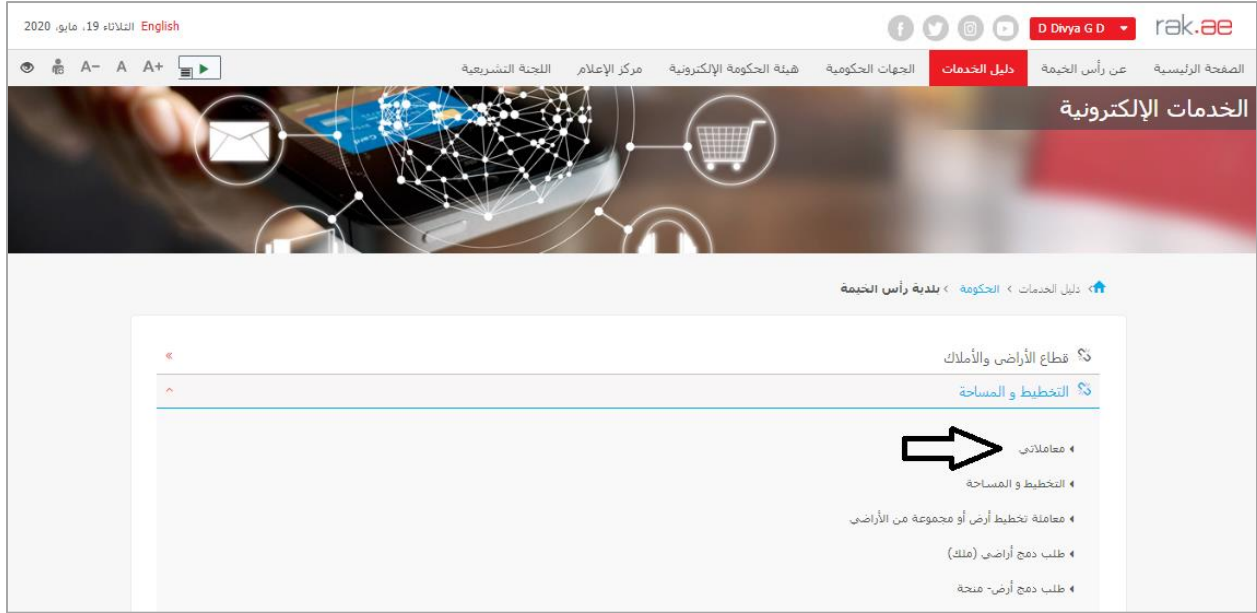 rak.ae
D Divya G D
English الثلاثاء 19، مايو، 2020
الصفحة الرئيسية عن رأس الخيمة دليل الخدمات الجهات الحكومية هيئة الحكومة الإلكترونية مركز الإعلام اللجنة التشريعية
A- A A+
الخدمات الإلكترونية
دليل الخدمات › الحكومة › بلدية رأس الخيمة
قطاع الأراضى والأملاك
التخطيط و المساحة
معاملاتي
التخطيط و المساحة
معاملة تخطيط أرض أو مجموعة من الأراضي
طلب دمج أراضي (ملك)
طلب دمج أرض- منحة